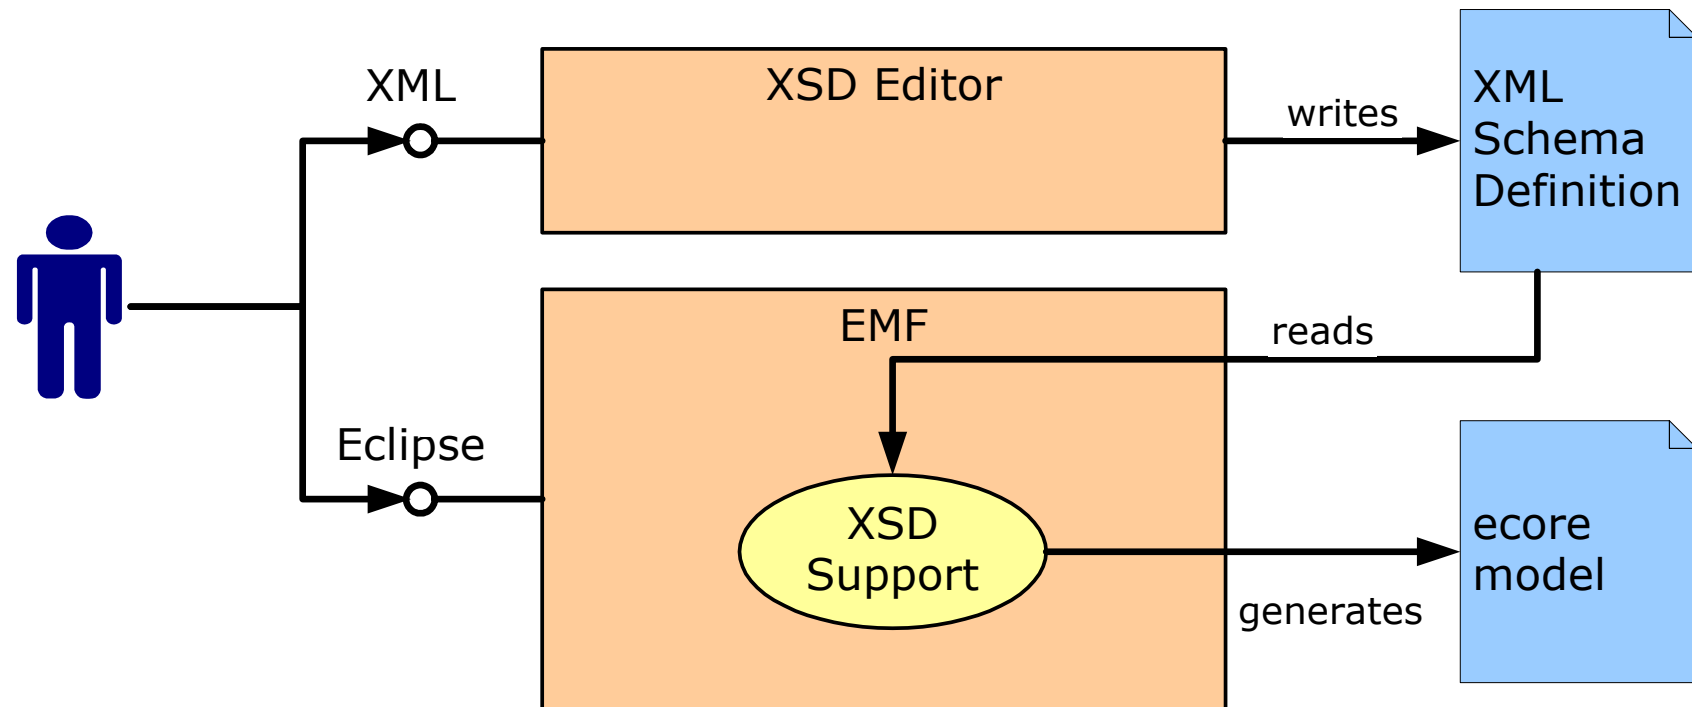 XML
XSD Editor
writes
XML
Schema
Definition
EMF
reads
Eclipse
XSD
Support
generates
ecore
model